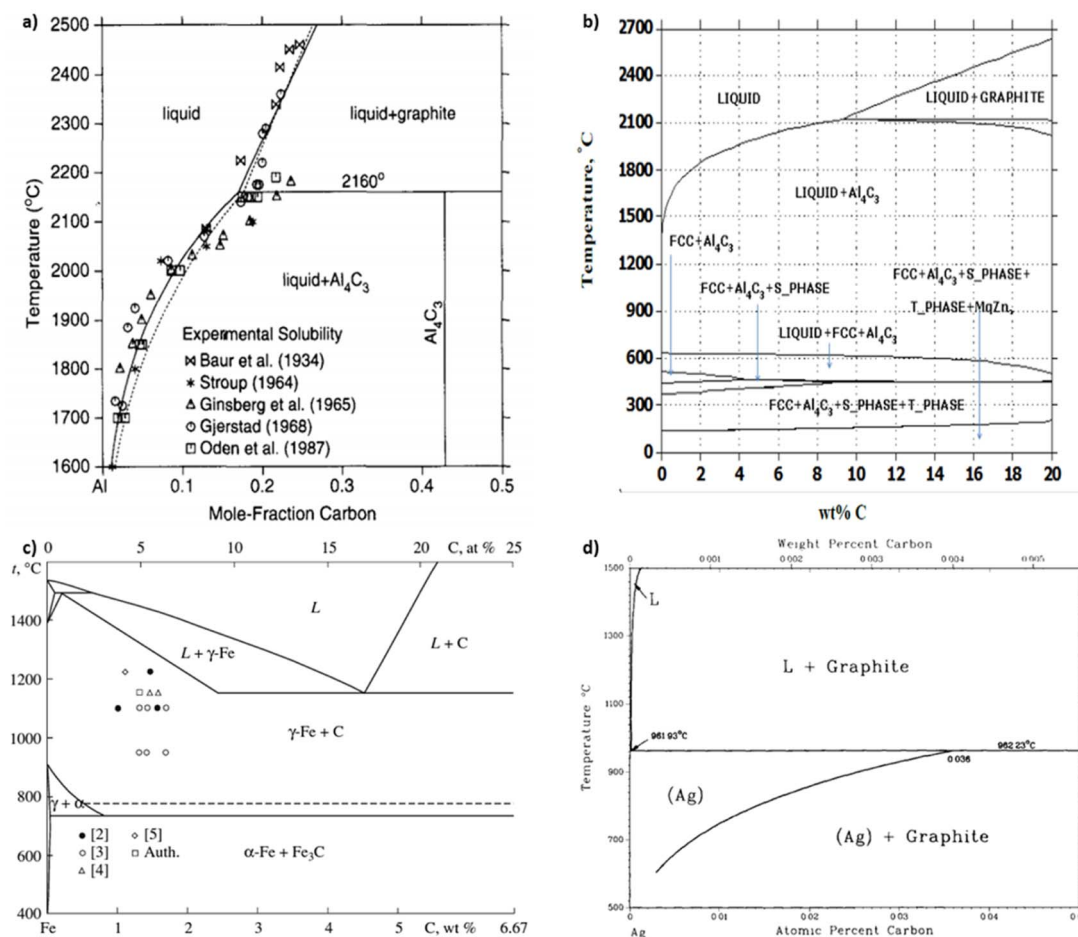 a)
2500
2400
2300
2200
2100
2000
1900
1800
1700
1600
Temperature (°C)
liquid
liquid+graphite
2160°
liquid+Al4C3
Al4C3
Experimental Solubility
Baur et al. (1934)
Stroup (1964)
Ginsberg et al. (1965)
Gjerstad (1968)
Oden et al. (1987)
Al 0.1 0.2 0.3 0.4 0.5
Mole-Fraction Carbon
b)
2700
2400
2100
1800
1500
1200
900
600
300
0
Temperature, °C
LIQUID
LIQUID+GRAPHITE
LIQUID+Al4C3
FCC+Al4C3
FCC+Al4C3+S_PHASE+
T_PHASE+MgZn2
FCC+Al4C3+S_PHASE
LIQUID+FCC+Al4C3
FCC+Al4C3+S_PHASE+T_PHASE
0 2 4 6 8 10 12 14 16 18 20
wt% C
c)
0 5 10 15 20 C, at % 25
t, °C
1400
1200
1000
800
600
400
L
L + γ-Fe
L + C
γ-Fe + C
γ + α
α-Fe + Fe3C
[2] [5]
[3] Auth.
[4]
Fe 1 2 3 4 5 C, wt % 6.67
d)
Weight Percent Carbon
0 0 001 0 002 0 003 0 004 0 005
1500
1300
1100
900
700
500
Temperature °C
L
L + Graphite
961 93°C
962 23°C
0 036
(Ag)
(Ag) + Graphite
0 0 01 0 02 0 03 0 04
Ag
Atomic Percent Carbon